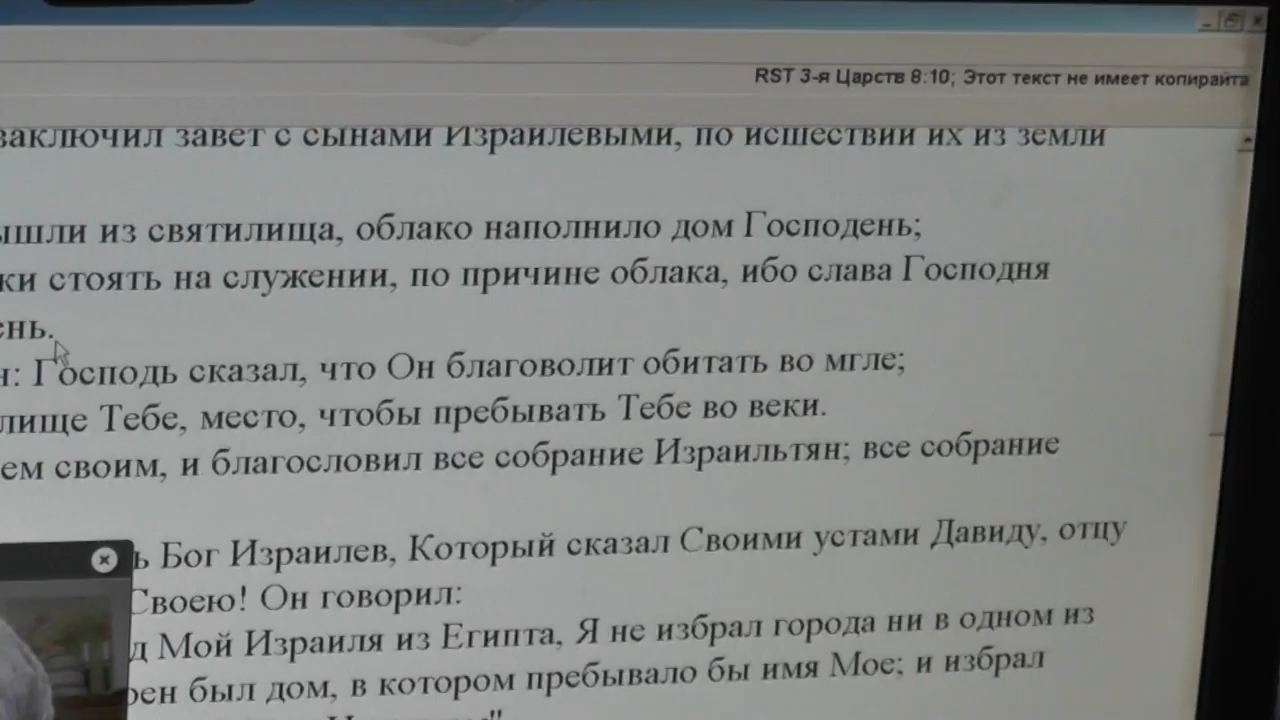 RST 3-я Царств 8:10; Этот текст не имеет копирайта
заключил завет с сынами Израилевыми, по исшествии их из земли
ышли из святилища, облако наполнило дом Господень;
ки стоять на служении, по причине облака, ибо слава Господня
ень.
н: Господь сказал, что Он благоволит обитать во мгле;
лище Тебе, место, чтобы пребывать Тебе во веки.
ем своим, и благословил все собрание Израильтян; все собрание
ь Бог Израилев, Который сказал Своими устами Давиду, отцу
Своею! Он говорил:
д Мой Израиля из Египта, Я не избрал города ни в одном из
оен был дом, в котором пребывало бы имя Мое; и избрал